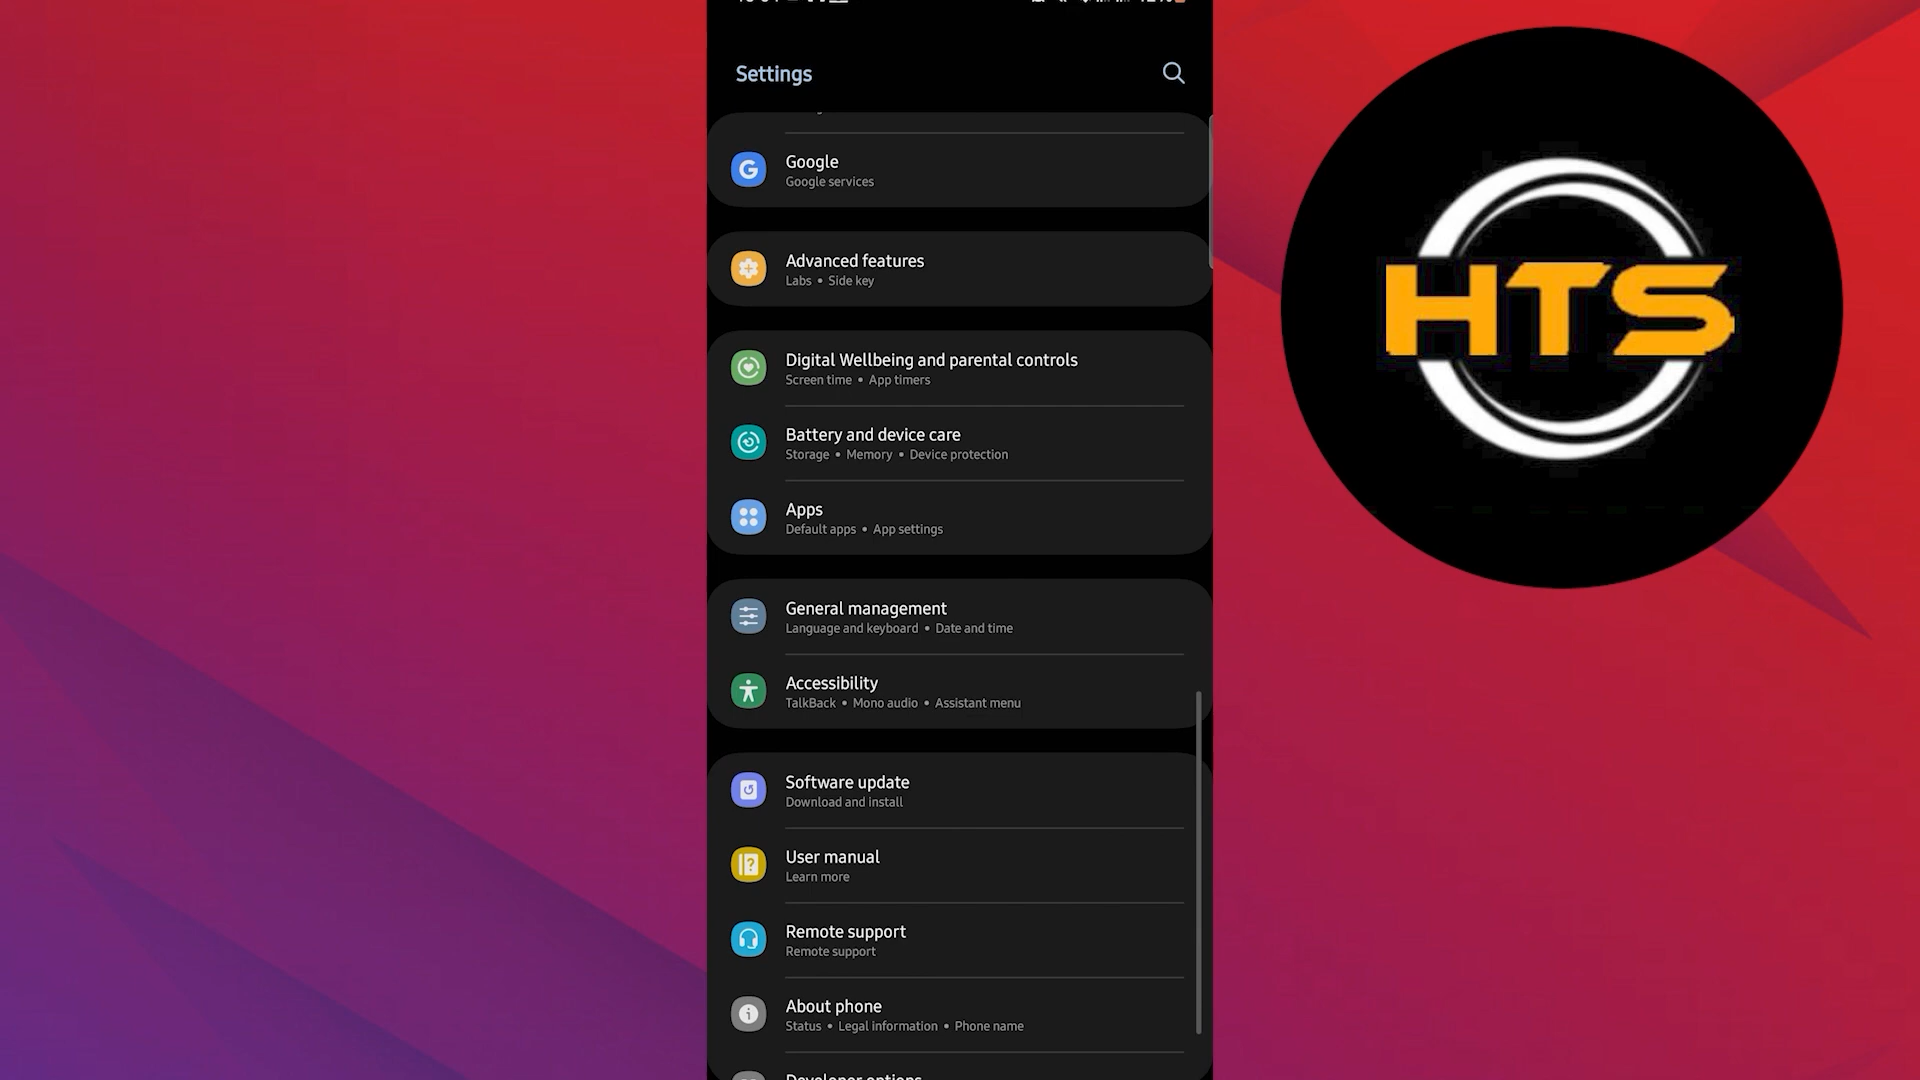 Settings
Google
Google services
Advanced features
Labs • Side key
Digital Wellbeing and parental controls
Screen time • App timers
Battery and device care
Storage • Memory • Device protection
Apps
Default apps • App settings
General management
Language and keyboard • Date and time
Accessibility
TalkBack • Mono audio • Assistant menu
Software update
Download and install
User manual
Learn more
Remote support
Remote support
About phone
Status • Legal information • Phone name
Developer options
HTS